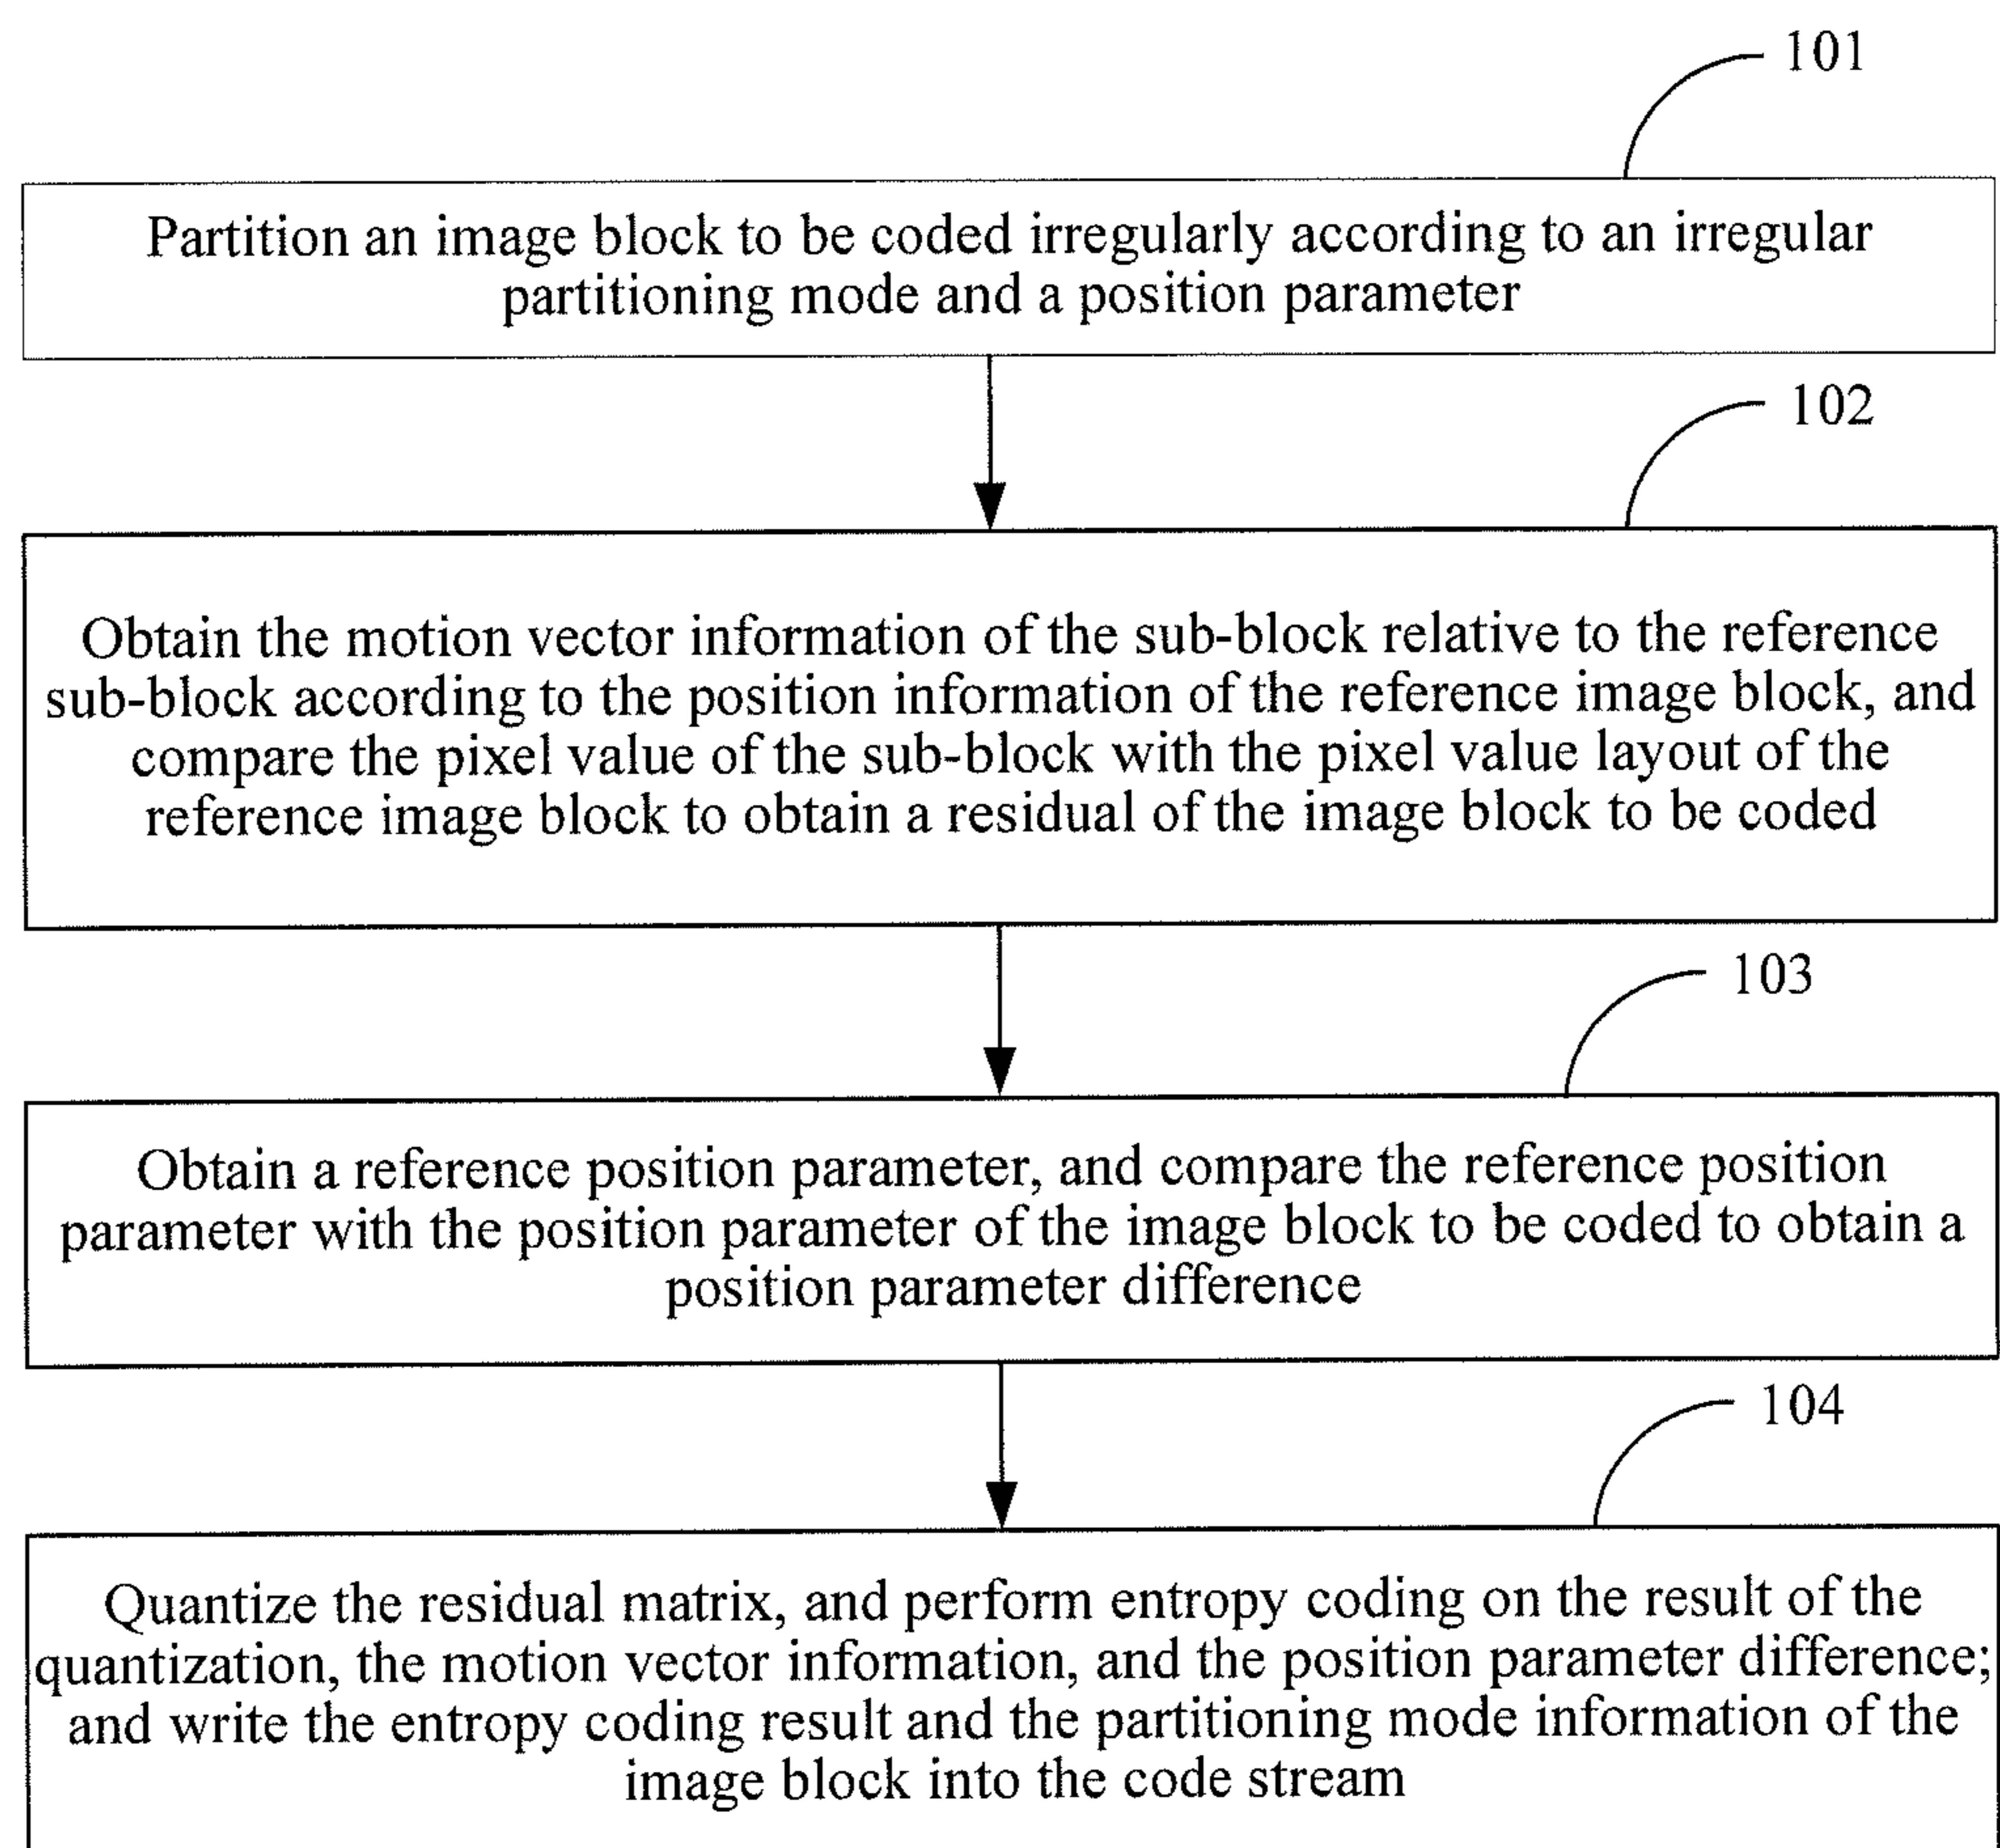 101
Partition an image block to be coded irregularly according to an irregular
partitioning mode and a position parameter
102
Obtain the motion vector information of the sub-block relative to the reference
sub-block according to the position information of the reference image block, and
compare the pixel value of the sub-block with the pixel value layout of the
reference image block to obtain a residual of the image block to be coded
103
Obtain a reference position parameter, and compare the reference position
parameter with the position parameter of the image block to be coded to obtain a
position parameter difference
104
Quantize the residual matrix, and perform entropy coding on the result of the
quantization, the motion vector information, and the position parameter difference;
and write the entropy coding result and the partitioning mode information of the
image block into the code stream